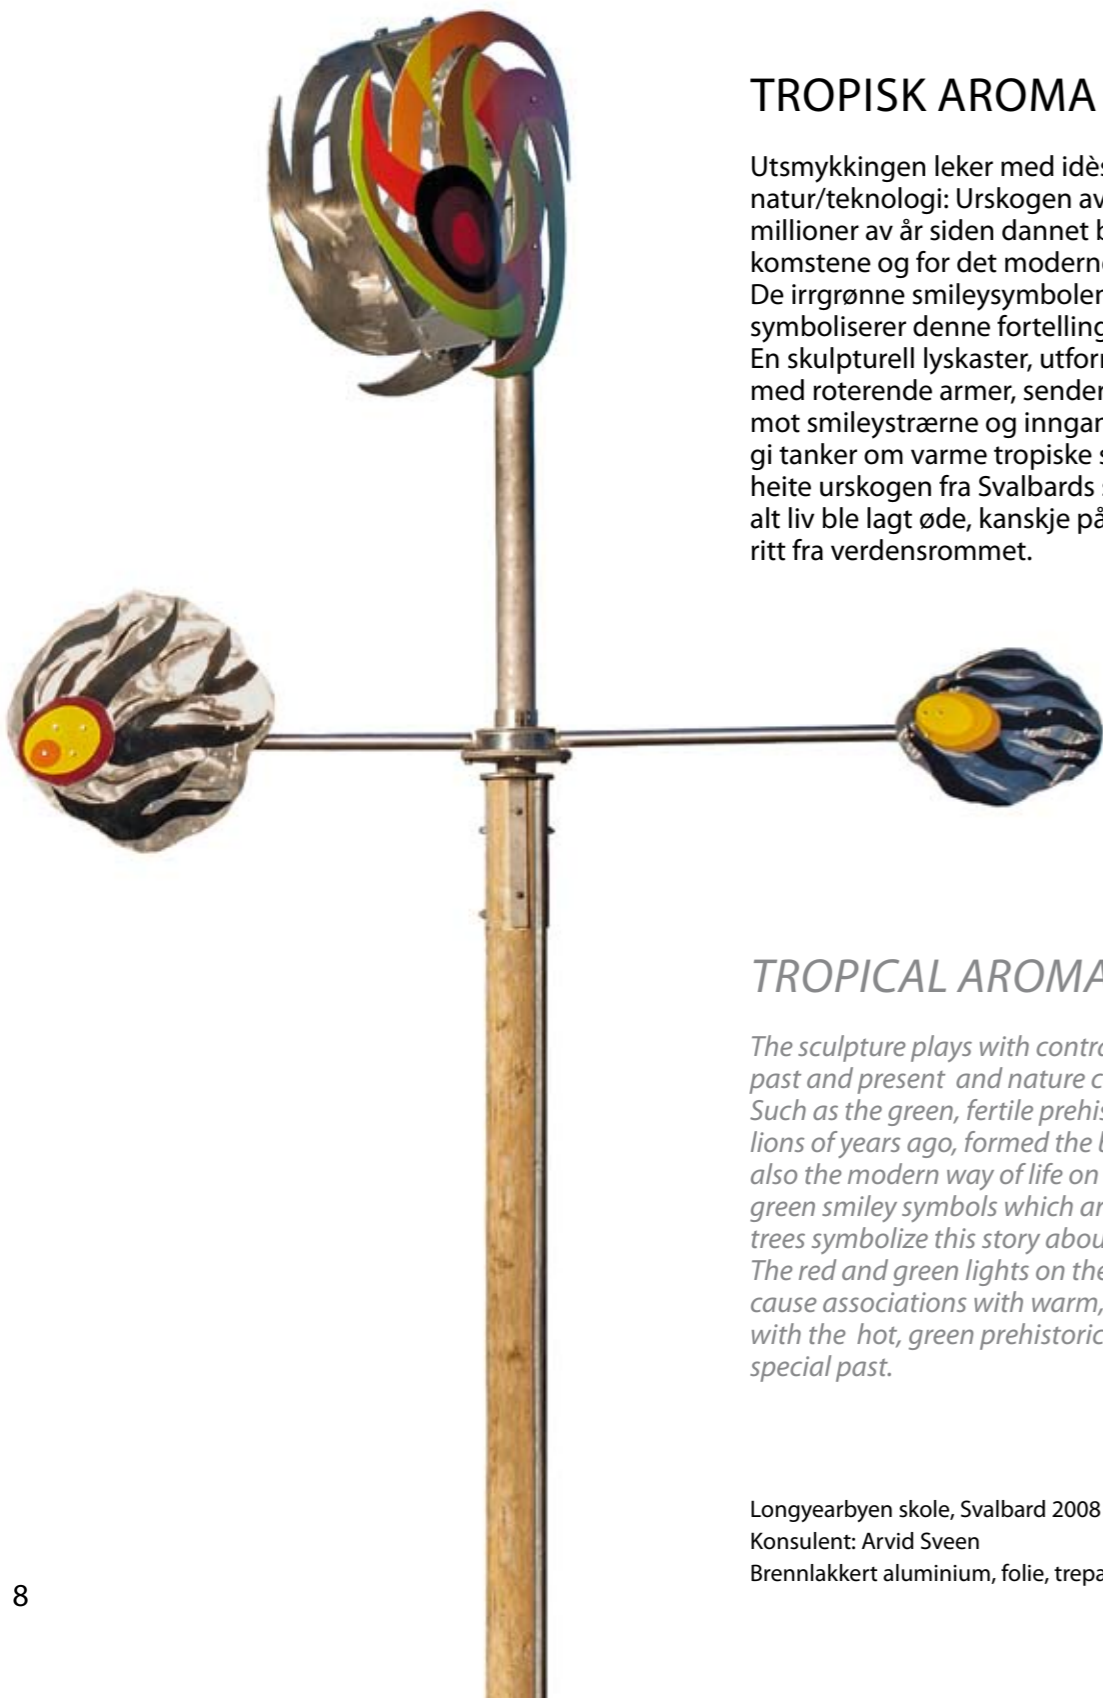 TROPISK AROMA
Utsmykkingen leker med idès
natur/teknologi: Urskogen av
millioner av år siden dannet
komstene og for det moderne
De irrgrønne smileysymbolen
symboliserer denne fortelling
En skulpturell lyskaster, utfor
med roterende armer, sender
mot smileystrærne og inngan
gi tanker om varme tropiske
heite urskogen fra Svalbards
alt liv ble lagt øde, kanskje på
ritt fra verdensrommet.
TROPICAL AROMA
The sculpture plays with contra
past and present and nature c
Such as the green, fertile prehis
lions of years ago, formed the
also the modern way of life on
green smiley symbols which ar
trees symbolize this story abou
The red and green lights on the
cause associations with warm,
with the hot, green prehistoric
special past.
Longyearbyen skole, Svalbard 2008
Konsulent: Arvid Sveen
Brennlakkert aluminium, folie, trepa
8